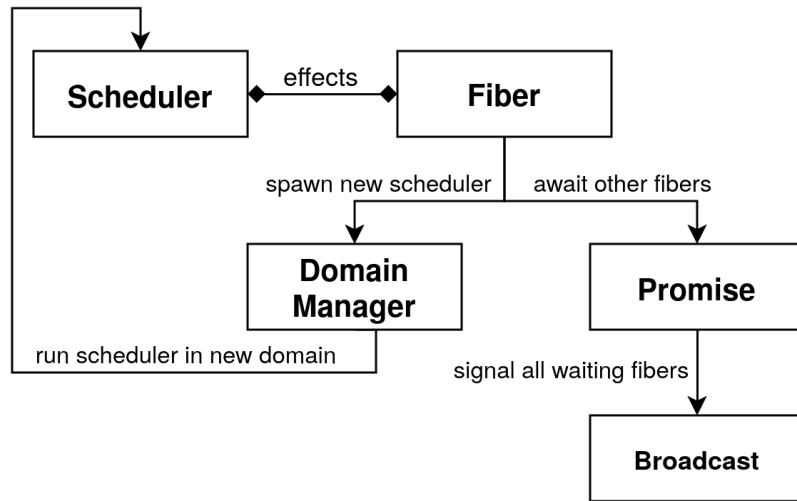 effects
Scheduler
Fiber
spawn new scheduler
await other fibers
Domain
Manager
Promise
run scheduler in new domain
signal all waiting fibers
Broadcast